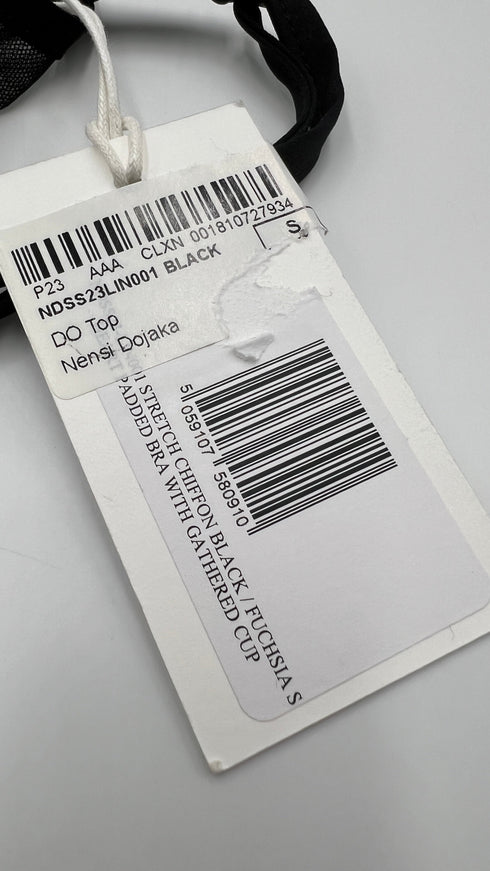 P23 AAA CLXN 001810727934
NDSS23LIN001 BLACK
S
DO Top
Nensi Dojaka
5 059107 580910
STRETCH CHIFFON BLACK / FUCHSIA S
PADDED BRA WITH GATHERED CUP